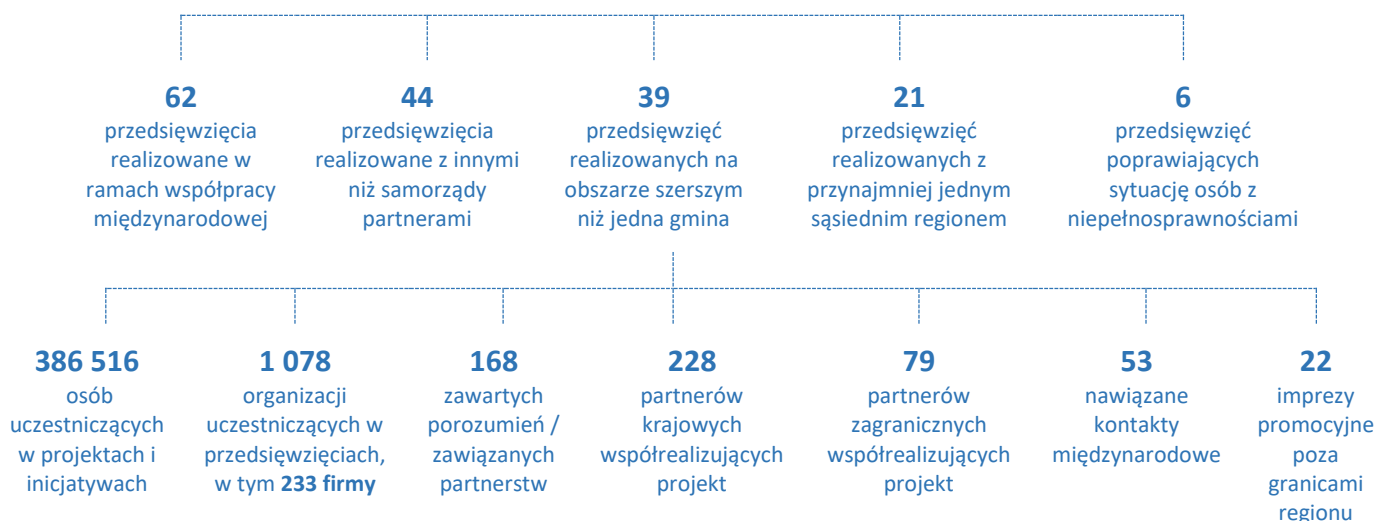 62
przedsięwzięcia
realizowane w
ramach współpracy
międzynarodowej
44
przedsięwzięcia
realizowane z innymi
niż samorządy
partnerami
39
przedsięwzięć
realizowanych na
obszarze szerszym
niż jedna gmina
21
przedsięwzięć
realizowanych z
przynajmniej jednym
sąsiednim regionem
6
przedsięwzięć
poprawiających
sytuację osób z
niepełnosprawnościami
386 516
osób
uczestniczących
w projektach i
inicjatywach
1 078
organizacji
uczestniczących w
przedsięwzięciach,
w tym 233 firmy
168
zawartych
porozumień /
zawiązanych
partnerstw
228
partnerów
krajowych
współrealizujących
projekt
79
partnerów
zagranicznych
współrealizujących
projekt
53
nawiązane
kontakty
międzynarodowe
22
imprezy
promocyjne
poza
granicami
regionu